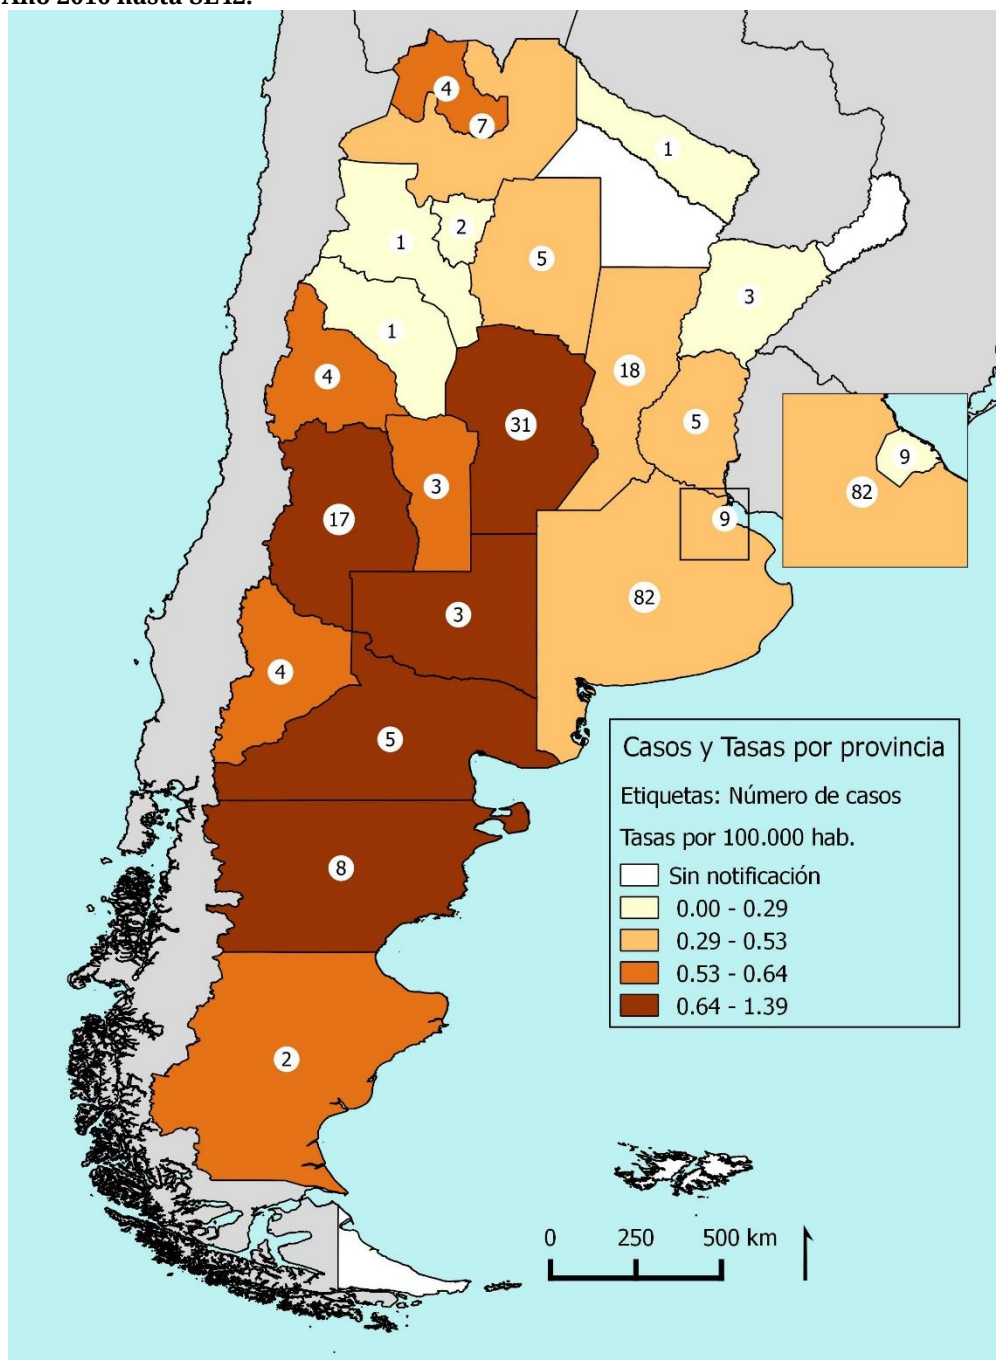 Año 2016 hasta SE42.
4
7
1
2
1
5
3
1
4
18
31
5
9
3
82
17
9
82
3
4
5
8
2
Casos y Tasas por provincia
Etiquetas: Número de casos
Tasas por 100.000 hab.
Sin notificación
0.00 - 0.29
0.29 - 0.53
0.53 - 0.64
0.64 - 1.39
0 250 500 km